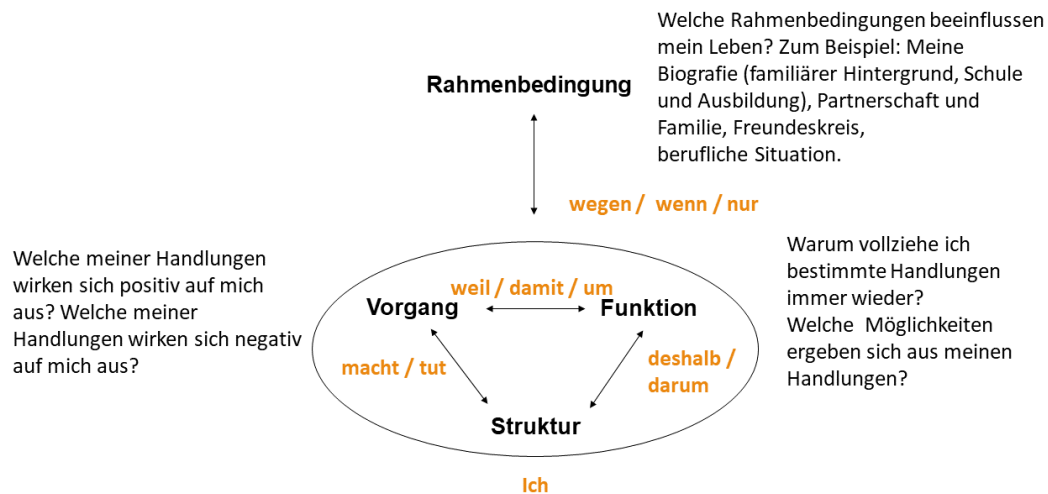 Welche Rahmenbedingungen beeinflussen
mein Leben? Zum Beispiel: Meine
Biografie (familiärer Hintergrund, Schule
und Ausbildung), Partnerschaft und
Familie, Freundeskreis,
berufliche Situation.
Rahmenbedingung
wegen / wenn / nur
Welche meiner Handlungen
wirken sich positiv auf mich
aus? Welche meiner
Handlungen wirken sich negativ
auf mich aus?
weil / damit / um
Vorgang
Funktion
Warum vollziehe ich
bestimmte Handlungen
immer wieder?
Welche Möglichkeiten
ergeben sich aus meinen
Handlungen?
macht / tut
deshalb /
darum
Struktur
Ich